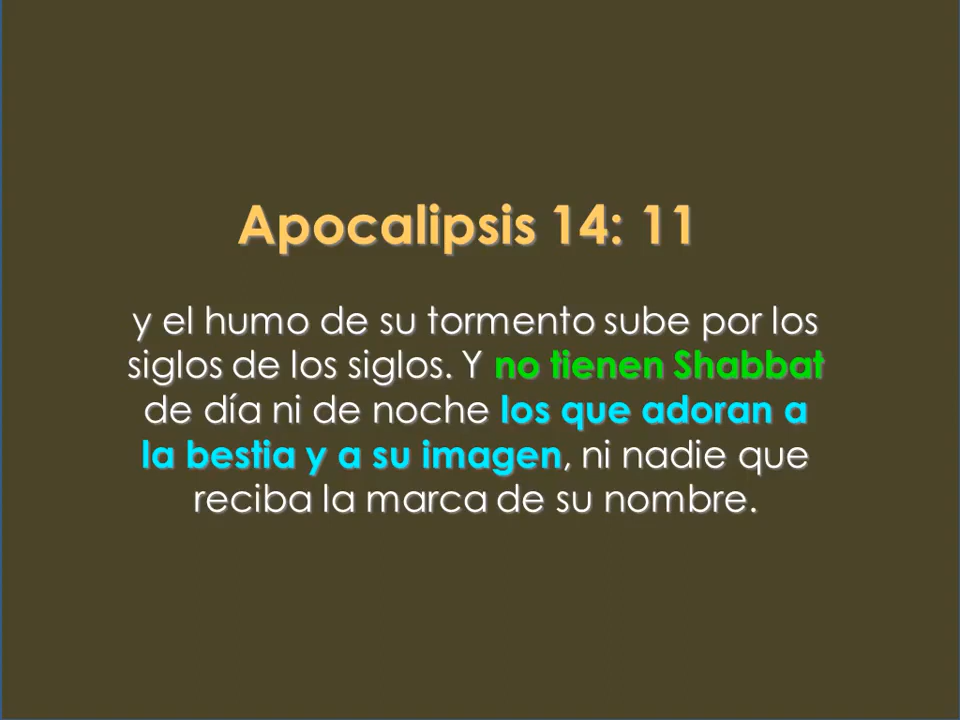 Apocalipsis 14: 11
y el humo de su tormento sube por los
siglos de los siglos. Y no tienen Shabbat
de día ni de noche los que adoran a
la bestia y a su imagen, ni nadie que
reciba la marca de su nombre.